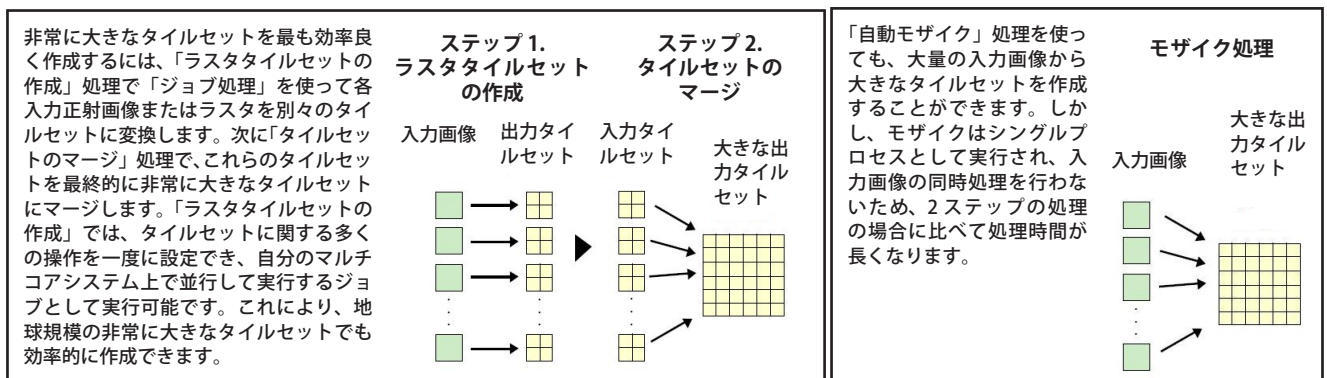 非常に大きなタイルセットを最も効率良
く作成するには、「ラスタタイルセットの
作成」処理で「ジョブ処理」を使って各
入力正射画像またはラスタを別々のタイ
ルセットに変換します。次に「タイルセッ
トのマージ」処理で、これらのタイルセッ
トを最終的に非常に大きなタイルセット
にマージします。「ラスタタイルセットの
作成」では、タイルセットに関する多く
の操作を一度に設定でき、自分のマルチ
コアシステム上で並行して実行するジョ
ブとして実行可能です。これにより、地
球規模の非常に大きなタイルセットでも
効率的に作成できます。
ステップ 1.
ラスタタイルセット
の作成
入力画像
出力タイ
ルセット
ステップ 2.
タイルセットの
マージ
入力タイ
ルセット
大きな出
力タイル
セット
「自動モザイク」処理を使っ
ても、大量の入力画像から
大きなタイルセットを作成
することができます。しか
し、モザイクはシングルプ
ロセスとして実行され、入
力画像の同時処理を行わな
いため、2 ステップの処理
の場合に比べて処理時間が
長くなります。
モザイク処理
入力画像
大きな出
力タイル
セット